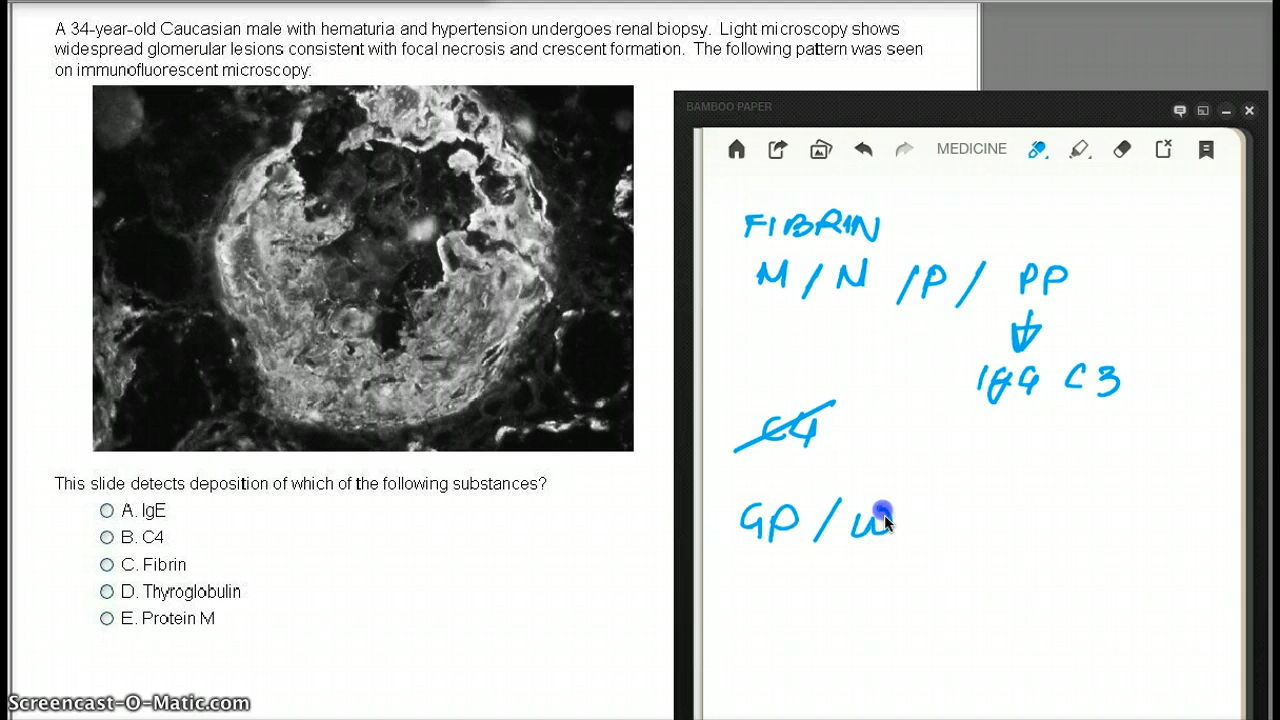 A 34-year-old Caucasian male with hematuria and hypertension undergoes renal biopsy. Light microscopy shows
widespread glomerular lesions consistent with focal necrosis and crescent formation. The following pattern was seen
on immunofluorescent microscopy:
BAMBOO PAPER
MEDICINE
FIBRIN
M / N / P / PP
IgG C3
C4
GP /
This slide detects deposition of which of the following substances?
A. IgE
B. C4
C. Fibrin
D. Thyroglobulin
E. Protein M
Screencast-O-Matic.com